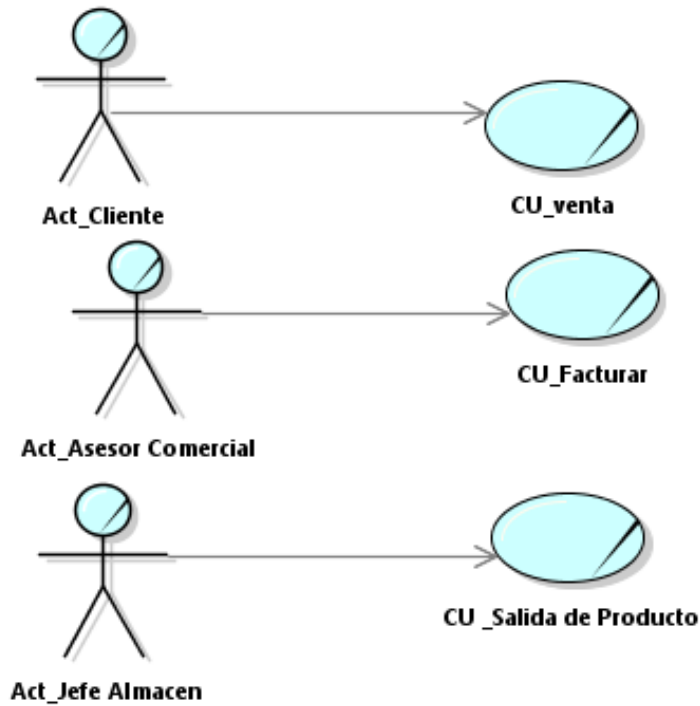 Act_Cliente
CU_venta
Act_Asesor Comercial
CU_Facturar
Act_Jefe Almacen
CU _Salida de Producto